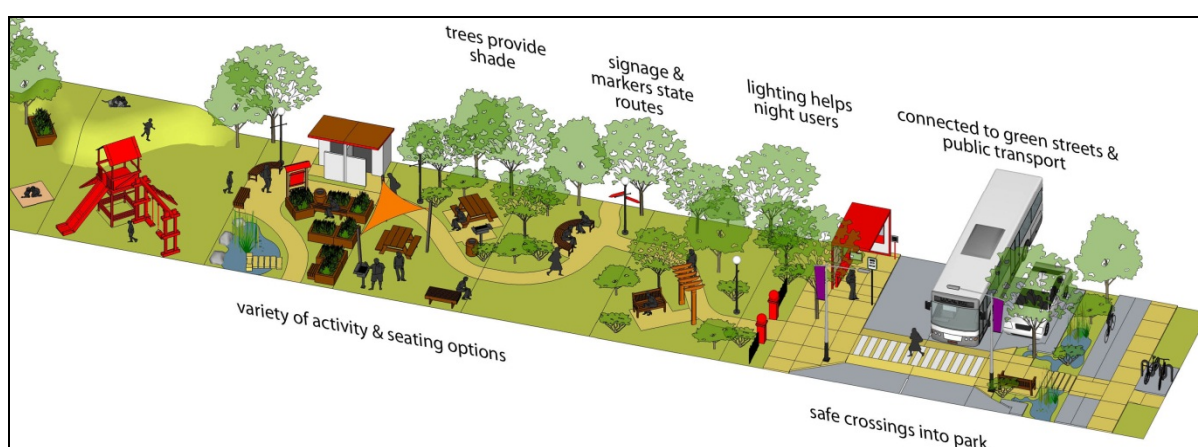 trees provide
shade
signage &
markers state
routes
lighting helps
night users
connected to green streets &
public transport
variety of activity & seating options
safe crossings into park